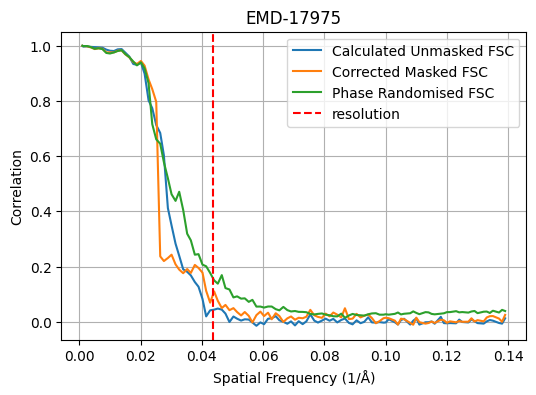 EMD-17975
Calculated Unmasked FSC
Corrected Masked FSC
Phase Randomised FSC
resolution
Correlation
1.0
0.8
0.6
0.4
0.2
0.0
0.00 0.02 0.04 0.06 0.08 0.10 0.12 0.14
Spatial Frequency (1/Å)